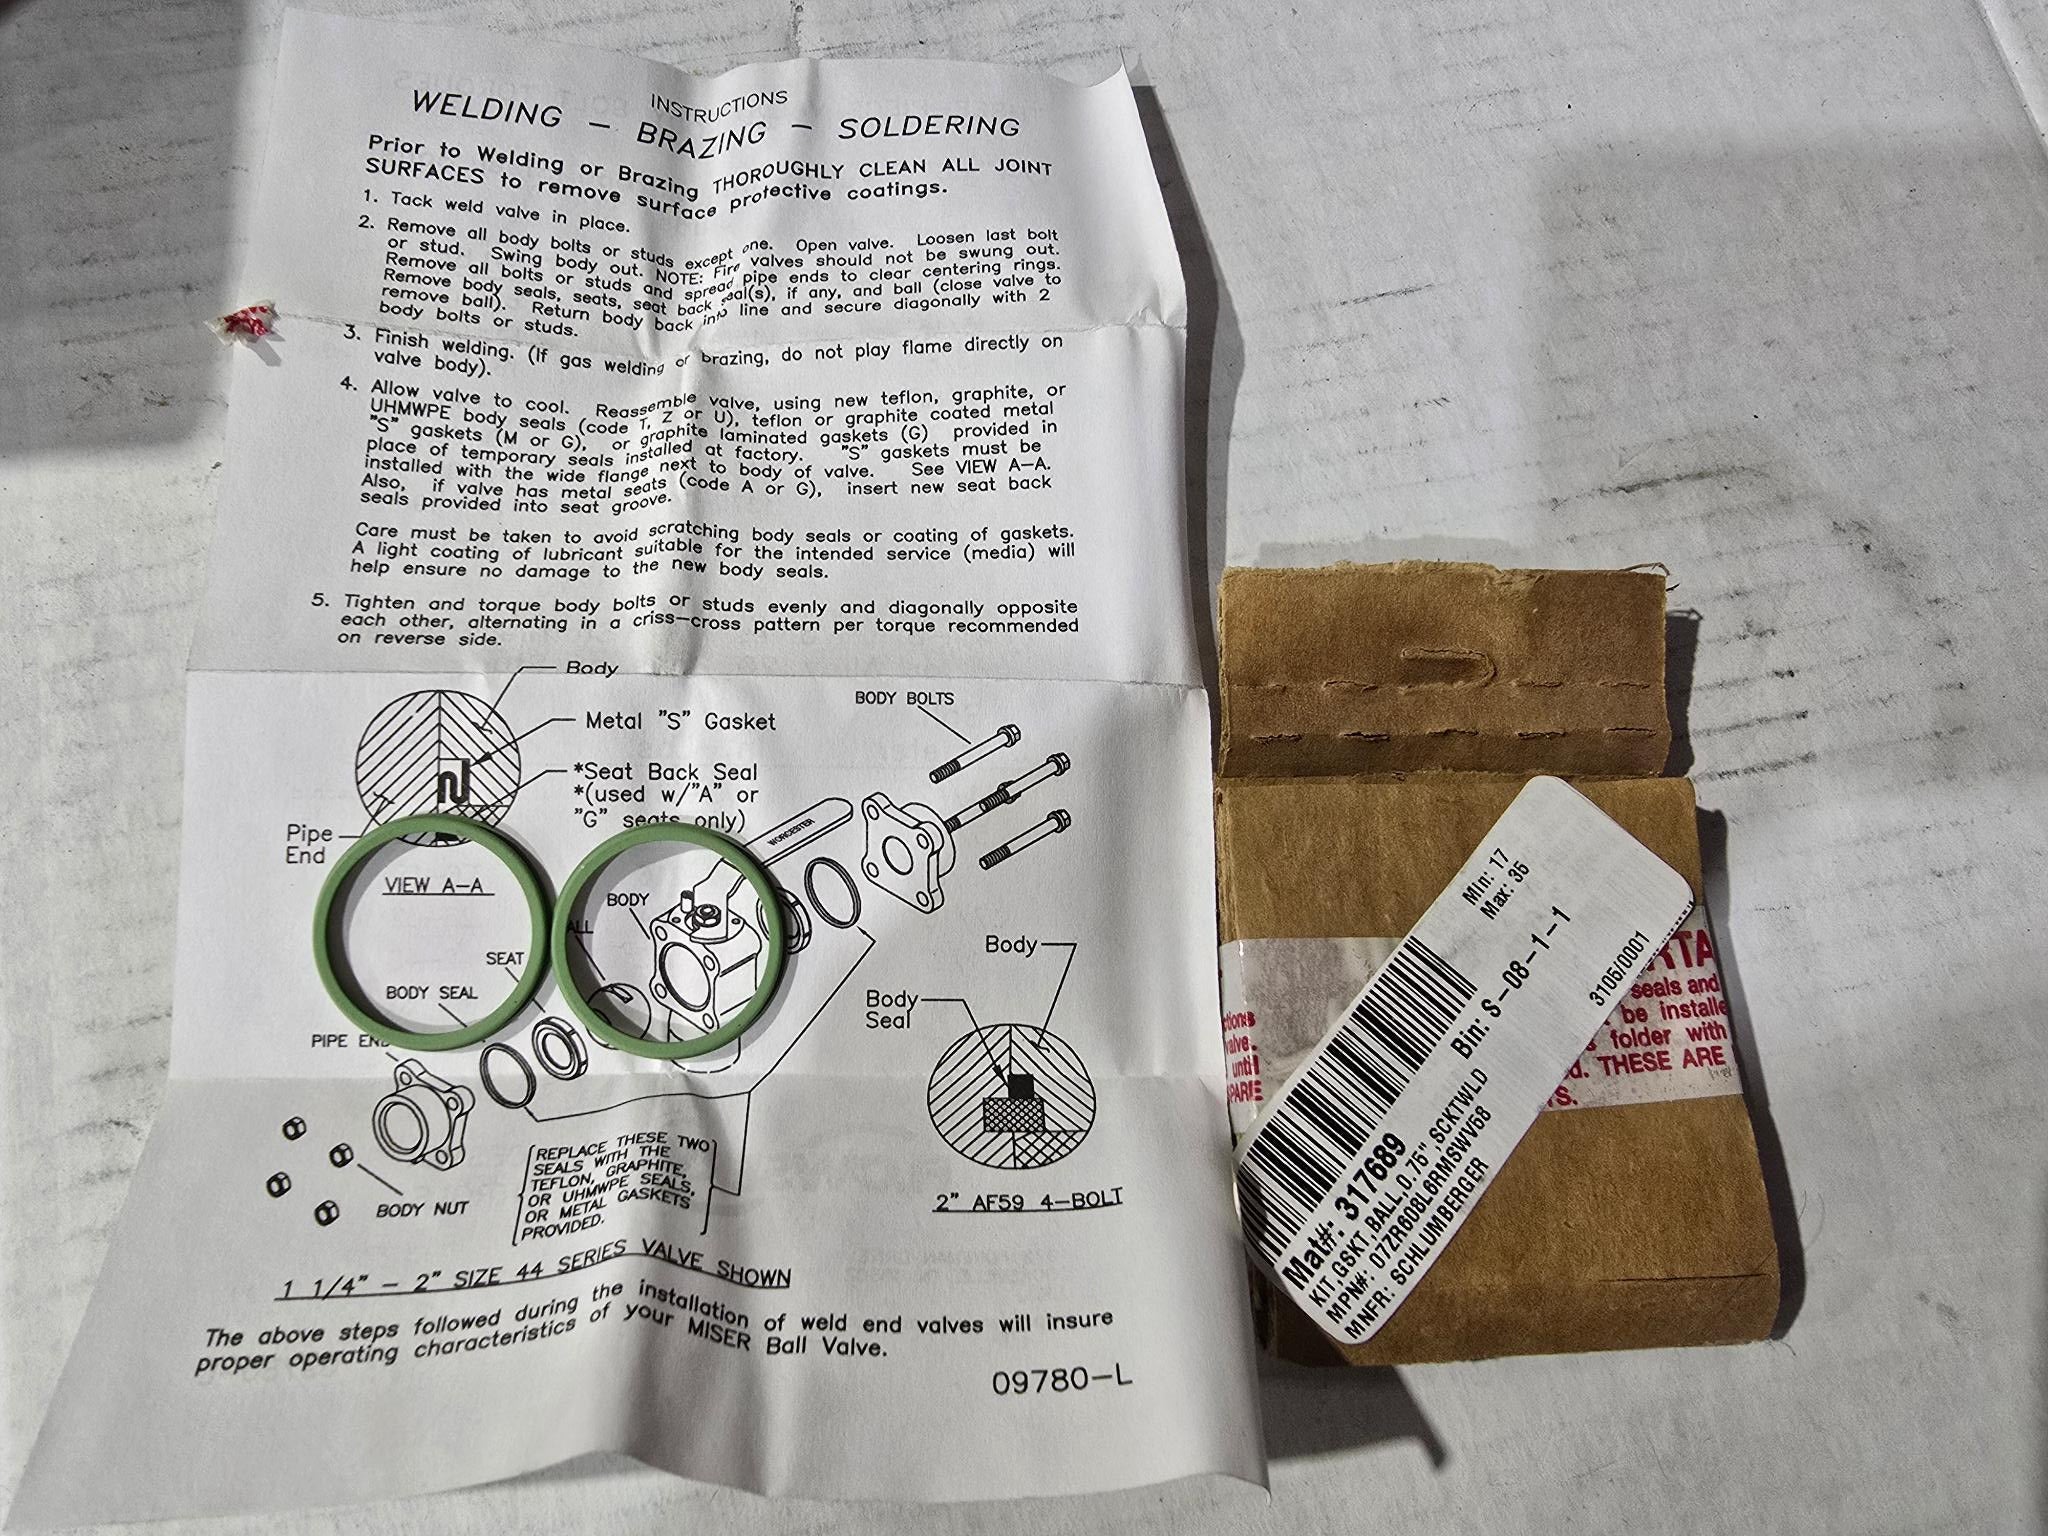 INSTRUCTIONS
WELDING - BRAZING - SOLDERING
Prior to Welding or Brazing THOROUGHLY CLEAN ALL JOINT
SURFACES to remove surface protective coatings.
1. Tack weld valve in place.
2. Remove all body bolts or studs except one. Open valve. Loosen last bolt
or stud. Swing body out. NOTE: Fire valves should not be swung out.
Remove all bolts or studs and spread pipe ends to clear centering rings.
Remove body seals, seats, seat back seal(s), if any, and ball (close valve to
remove ball). Return body back into line and secure diagonally with 2
body bolts or studs.
3. Finish welding. (If gas welding or brazing, do not play flame directly on
valve body).
4. Allow valve to cool. Reassemble valve, using new teflon, graphite, or
UHMWPE body seals (code T, Z or U), teflon or graphite coated metal
"S" gaskets (M or G), or graphite laminated gaskets (G) provided in
place of temporary seals installed at factory. "S" gaskets must be
installed with the wide flange next to body of valve. See VIEW A-A.
Also, if valve has metal seats (code A or G), insert new seat back
seals provided into seat groove.
Care must be taken to avoid scratching body seals or coating of gaskets.
A light coating of lubricant suitable for the intended service (media) will
help ensure no damage to the new body seals.
5. Tighten and torque body bolts or studs evenly and diagonally opposite
each other, alternating in a criss-cross pattern per torque recommended
on reverse side.
Body
Metal "S" Gasket
*Seat Back Seal
*(used w/"A" or
"G" seats only)
Pipe
End
VIEW A-A
BODY BOLTS
WORCESTER
BODY
ALL
SEAT
BODY SEAL
PIPE END
BODY NUT
REPLACE THESE TWO
SEALS WITH THE
TEFLON, GRAPHITE,
OR UHMWPE SEALS,
OR METAL GASKETS
PROVIDED.
Body
Body
Seal
2" AF59 4-BOLT
1 1/4" - 2" SIZE 44 SERIES VALVE SHOWN
The above steps followed during the installation of weld end valves will insure
proper operating characteristics of your MISER Ball Valve.
09780-L
Min: 17
Max: 35
Bin: S-08-1-1
3105/0001
Mat#: 317689
KIT,GSKT,BALL,0.75",SCKTWLD
MPN#: 07ZR608L6RMSWV58
MNFR: SCHLUMBERGER
RTA
seals and
be installe
folder with
d. THESE ARE
TS.
ctions
valve.
until
SPARE